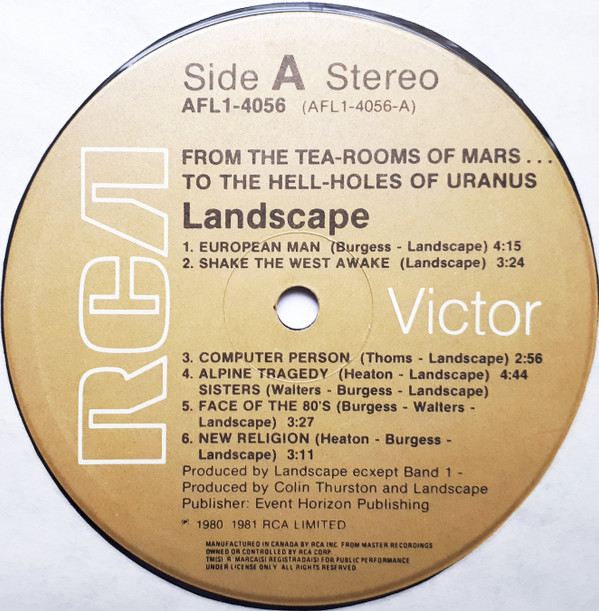 Side A Stereo
AFL1-4056 (AFL1-4056-A)
FROM THE TEA-ROOMS OF MARS...
TO THE HELL-HOLES OF URANUS
Landscape
1. EUROPEAN MAN (Burgess - Landscape) 4:15
2. SHAKE THE WEST AWAKE (Landscape) 3:24
RCA
Victor
3. COMPUTER PERSON (Thoms - Landscape) 2:56
4. ALPINE TRAGEDY (Heaton - Landscape) 4:44
SISTERS (Walters - Burgess - Landscape)
5. FACE OF THE 80'S (Burgess - Walters -
Landscape) 3:27
6. NEW RELIGION (Heaton - Burgess -
Landscape) 3:11
Produced by Landscape ecxept Band 1 -
Produced by Colin Thurston and Landscape
Publisher: Event Horizon Publishing
℗ 1980 1981 RCA LIMITED
MANUFACTURED IN CANADA BY RCA INC. FROM MASTER RECORDINGS
OWNED OR CONTROLLED BY RCA CORP.
TM(S) R MARCA(S) REGISTRADA(S) FOR PUBLIC PERFORMANCE
UNDER LICENSE ONLY ALL RIGHTS RESERVED.